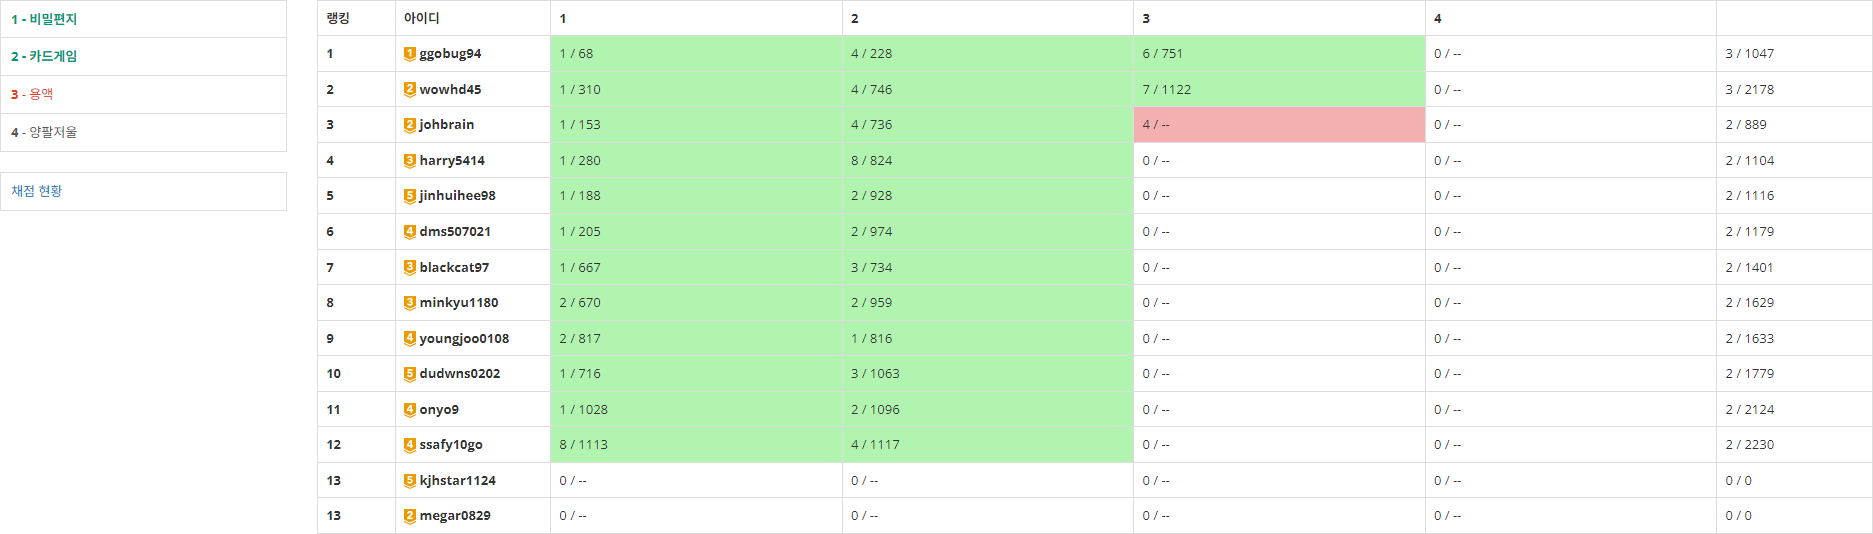 1 - 비밀편지
2 - 카드게임
3 - 용액
4 - 양팔저울
채점 현황
랭킹 아이디 1 2 3 4
1 1 ggobug94 1 / 68 4 / 228 6 / 751 0 / -- 3 / 1047
2 2 wowhd45 1 / 310 4 / 746 7 / 1122 0 / -- 3 / 2178
3 2 johbrain 1 / 153 4 / 736 4 / -- 0 / -- 2 / 889
4 3 harry5414 1 / 280 8 / 824 0 / -- 0 / -- 2 / 1104
5 5 jinhuihee98 1 / 188 2 / 928 0 / -- 0 / -- 2 / 1116
6 4 dms507021 1 / 205 2 / 974 0 / -- 0 / -- 2 / 1179
7 3 blackcat97 1 / 667 3 / 734 0 / -- 0 / -- 2 / 1401
8 3 minkyu1180 2 / 670 2 / 959 0 / -- 0 / -- 2 / 1629
9 4 youngjoo0108 2 / 817 1 / 816 0 / -- 0 / -- 2 / 1633
10 5 dudwns0202 1 / 716 3 / 1063 0 / -- 0 / -- 2 / 1779
11 4 onyo9 1 / 1028 2 / 1096 0 / -- 0 / -- 2 / 2124
12 4 ssafy10go 8 / 1113 4 / 1117 0 / -- 0 / -- 2 / 2230
13 5 kjhstar1124 0 / -- 0 / -- 0 / -- 0 / -- 0 / 0
13 2 megar0829 0 / -- 0 / -- 0 / -- 0 / -- 0 / 0